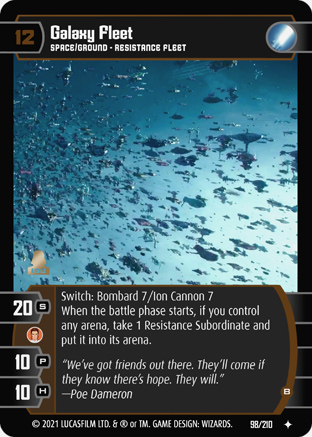 12
Galaxy Fleet
SPACE/GROUND - RESISTANCE FLEET
20 S
10 P
10 H
Switch: Bombard 7/Ion Cannon 7
When the battle phase starts, if you control
any arena, take 1 Resistance Subordinate and
put it into its arena.
“We’ve got friends out there. They’ll come if
they know there’s hope. They will.”
—Poe Dameron
B
© 2021 LUCASFILM LTD. & ® or TM. GAME DESIGN: WIZARDS. 98/210